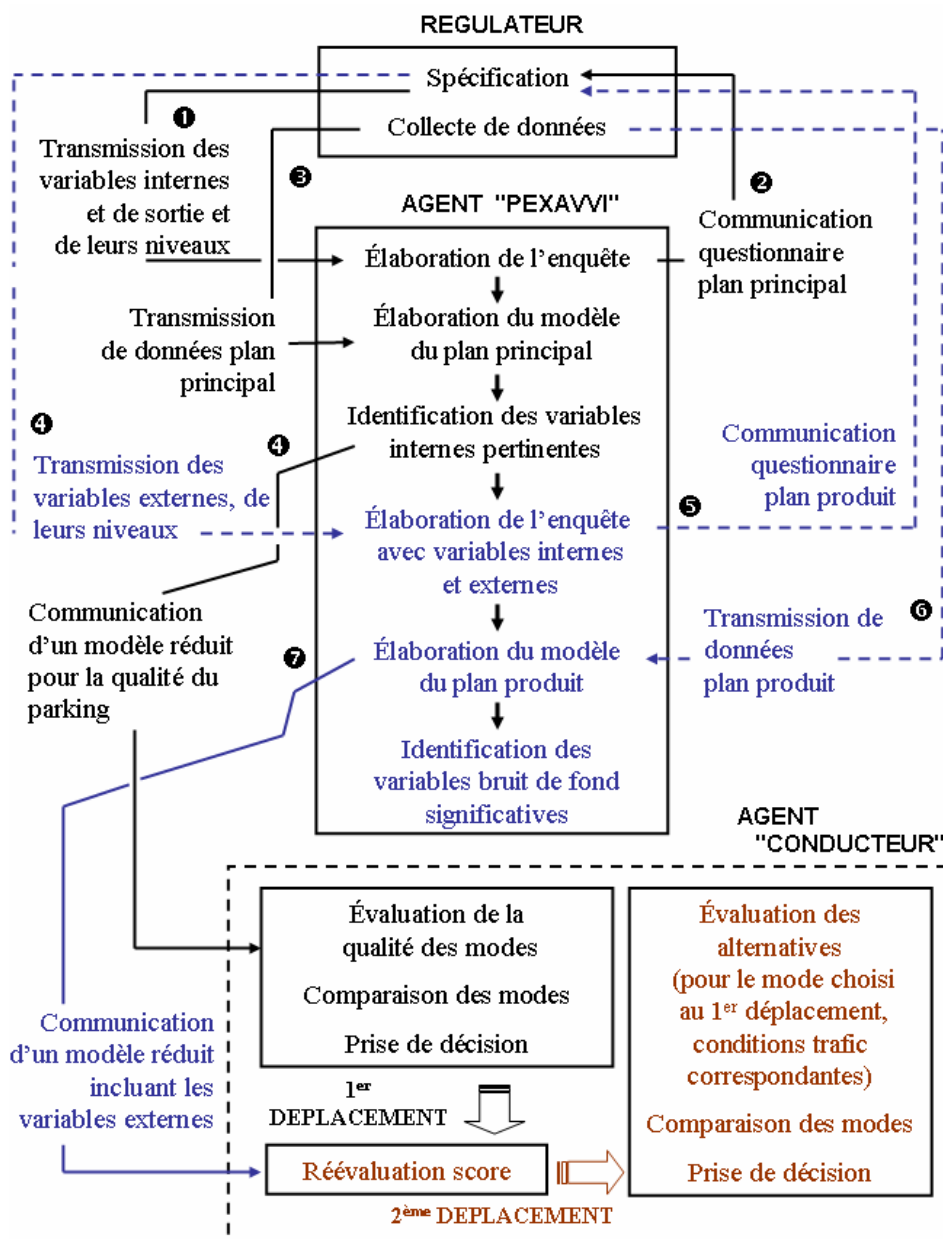 REGULATEUR
Spécification
Collecte de données
❶
Transmission des
variables internes
et de sortie et
de leurs niveaux
❸
❷
Communication
questionnaire
plan principal
AGENT "PEXAVVI"
Élaboration de l'enquête
Élaboration du modèle
du plan principal
Transmission
de données plan
principal
Identification des variables
internes pertinentes
❹
❹
Transmission des
variables externes, de
leurs niveaux
Communication
questionnaire
plan produit
❺
Élaboration de l'enquête
avec variables internes
et externes
Communication
d'un modèle réduit
pour la qualité du
parking
❼
Élaboration du modèle
du plan produit
❻
Transmission de
données
plan produit
Identification des
variables bruit de fond
significatives
AGENT
"CONDUCTEUR"
Évaluation de la
qualité des modes
Comparaison des modes
Prise de décision
Évaluation des
alternatives
(pour le mode choisi
au 1er déplacement,
conditions trafic
correspondantes)
Comparaison des modes
Prise de décision
Communication
d'un modèle réduit
incluant les
variables externes
1er
DEPLACEMENT
Réévaluation score
2ème DEPLACEMENT